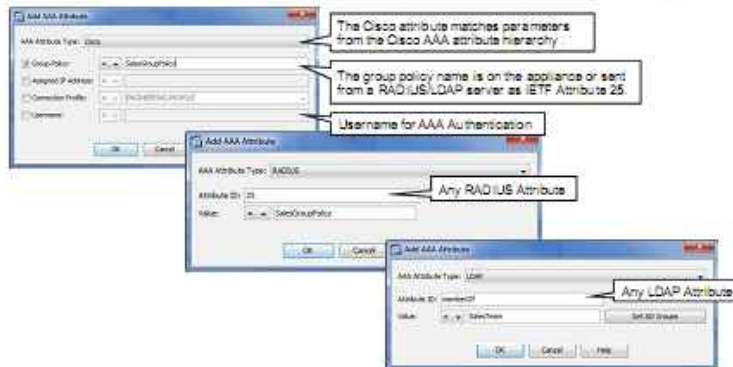 Add AAA Attribute
The Cisco attribute matches parameters
from the Cisco AAA attribute hierarchy
AAA Attribute Type: Cisco
Group Policy: SalesGroupPolicy
Assigned IP Address:
Connection Profile:
Username:
OK Cancel
The group policy name is on the appliance or sent
from a RADIUS/LDAP server as IETF Attribute 25.
Username for AAA Authentication
Add AAA Attribute
AAA Attribute Type: RADIUS
Attribute ID: 25
Value: SalesGroupPolicy
OK Cancel
Any RADIUS Attribute
Add AAA Attribute
AAA Attribute Type: LDAP
Attribute ID: memberOf
Value: SalesTeam Get AD Groups
OK Cancel Help
Any LDAP Attribute